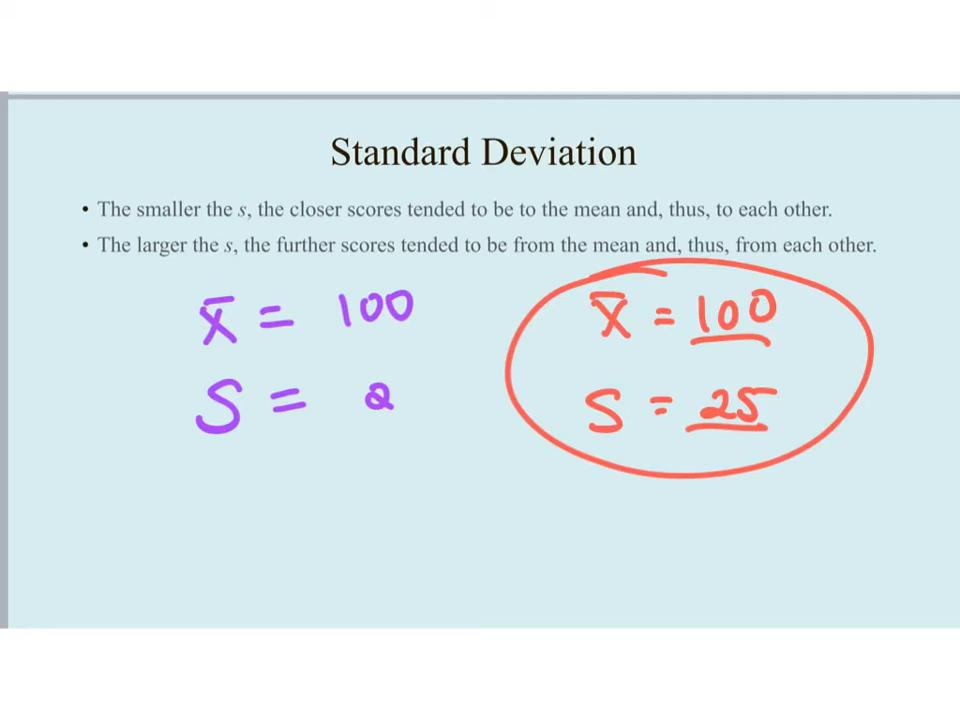 Standard Deviation
• The smaller the s, the closer scores tended to be to the mean and, thus, to each other.
• The larger the s, the further scores tended to be from the mean and, thus, from each other.
x̄ = 100
x̄ = 100
S = 2
S = 25